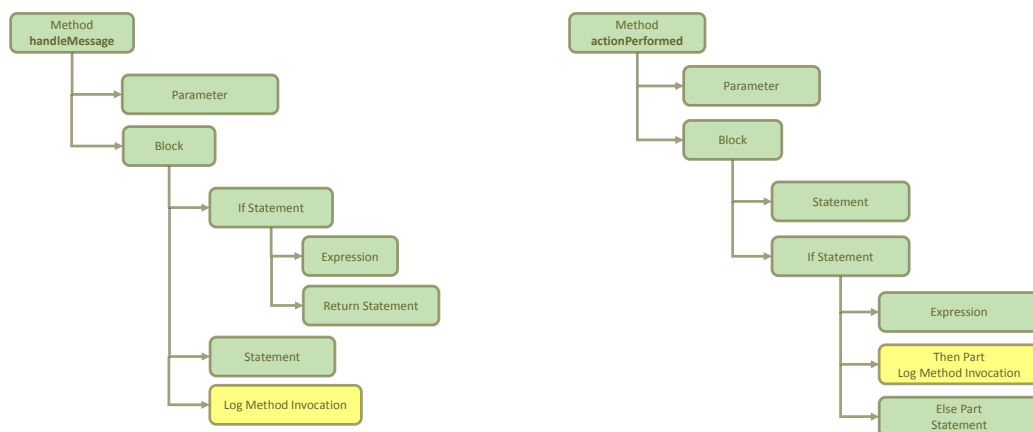 Method
handleMessage
Parameter
Block
If Statement
Expression
Return Statement
Statement
Log Method Invocation
Method
actionPerformed
Parameter
Block
Statement
If Statement
Expression
Then Part
Log Method Invocation
Else Part
Statement